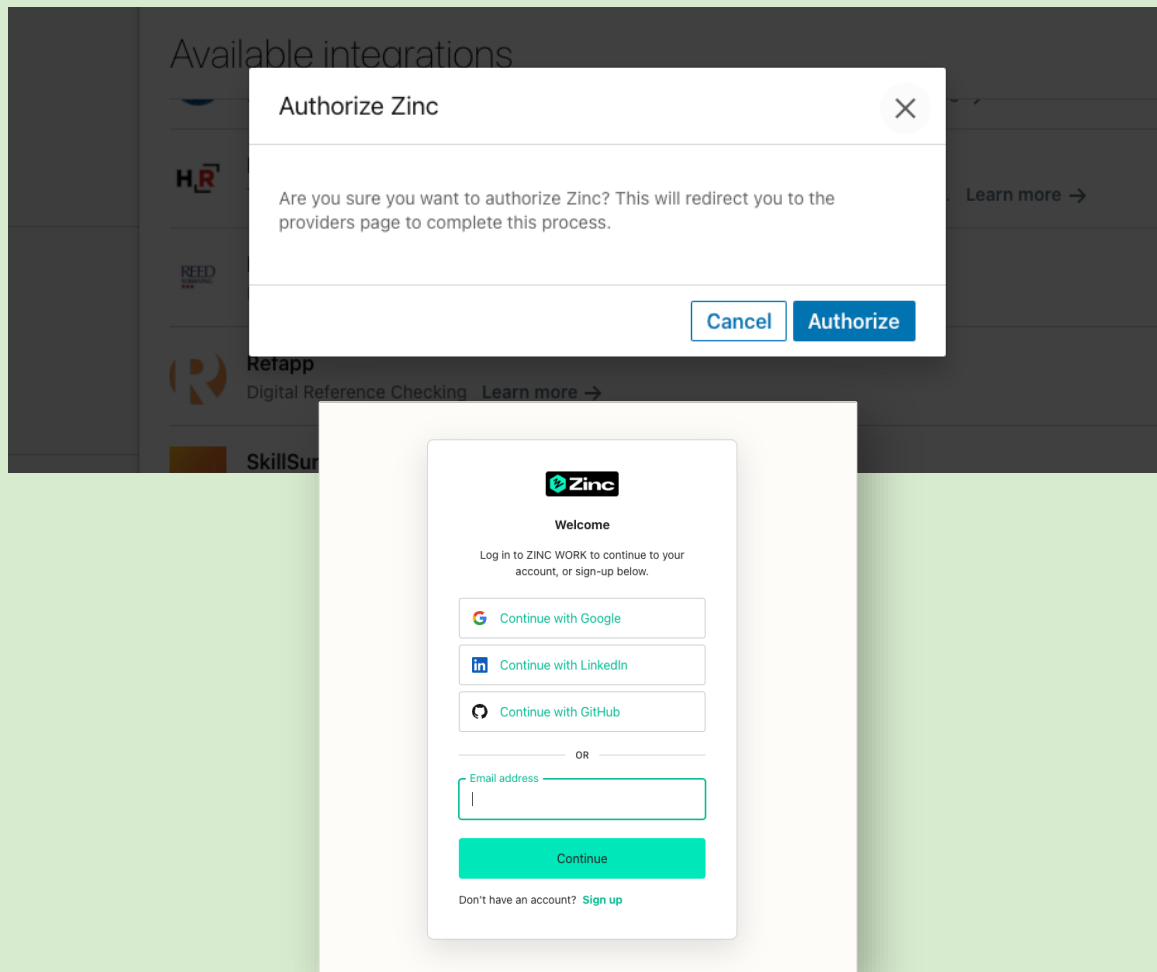 Available integrations
Authorize Zinc
Are you sure you want to authorize Zinc? This will redirect you to the
providers page to complete this process.
HR
Learn more →
REED
Cancel Authorize
Refapp
Digital Reference Checking Learn more →
SkillSur
Zinc
Welcome
Log in to ZINC WORK to continue to your
account, or sign-up below.
Continue with Google
Continue with LinkedIn
Continue with GitHub
OR
Email address
Continue
Don't have an account? Sign up